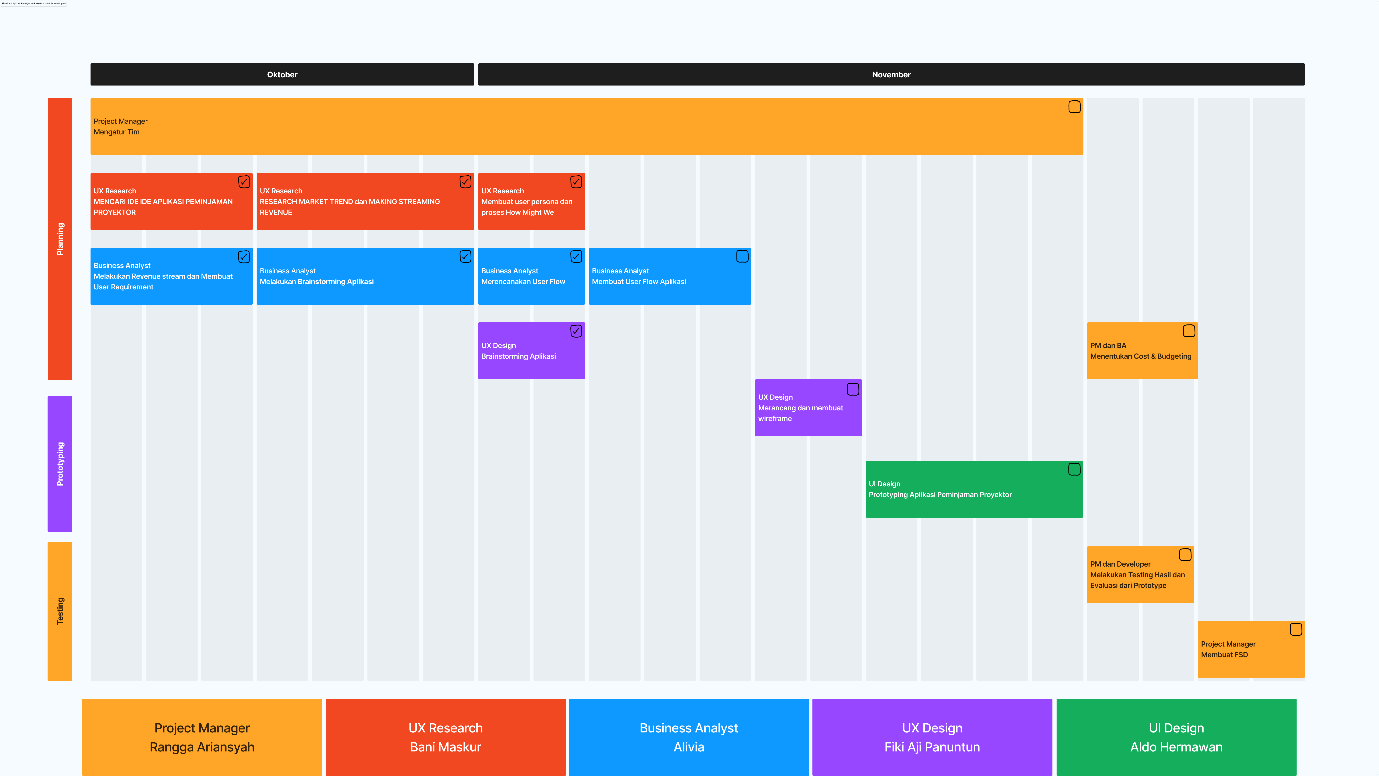 Oktober
November
Planning
Project Manager
Mengatur Tim
UX Research
MENCARI IDE IDE APLIKASI PEMINJAMAN
PROYEKTOR
UX Research
RESEARCH MARKET TREND dan MAKING STREAMING
REVENUE
UX Research
Membuat user persona dan
proses How Might We
Business Analyst
Melakukan Revenue stream dan Membuat
User Requirement
Business Analyst
Melakukan Brainstorming Aplikasi
Business Analyst
Merencanakan User Flow
Business Analyst
Membuat User Flow Aplikasi
UX Design
Brainstorming Aplikasi
PM dan BA
Menentukan Cost & Budgeting
Prototyping
UX Design
Merancang dan membuat
wireframe
UI Design
Prototyping Aplikasi Peminjaman Proyektor
Testing
PM dan Developer
Melakukan Testing Hasil dan
Evaluasi dari Prototype
Project Manager
Membuat FSD
Project Manager
Rangga Ariansyah
UX Research
Bani Maskur
Business Analyst
Alivia
UX Design
Fiki Aji Panuntun
UI Design
Aldo Hermawan